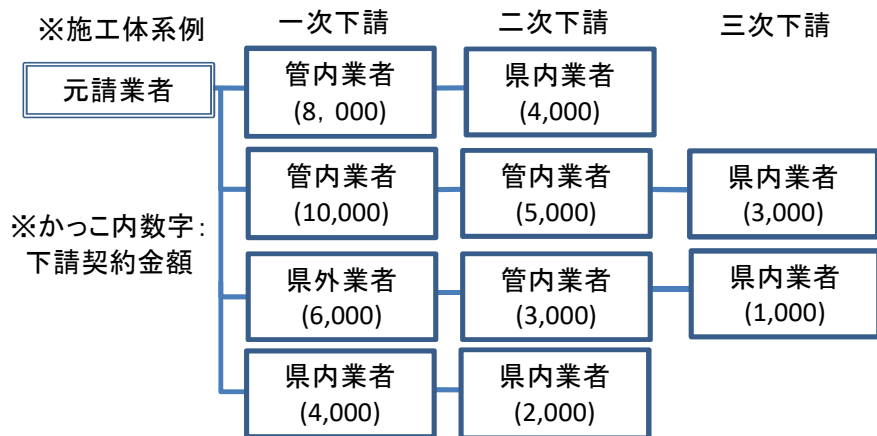 ※施工体系例
一次下請
二次下請
三次下請
元請業者
管内業者
(8，000)
県内業者
(4,000)
管内業者
(10,000)
管内業者
(5,000)
県内業者
(3,000)
※かっこ内数字：
下請契約金額
県外業者
(6,000)
管内業者
(3,000)
県内業者
(1,000)
県内業者
(4,000)
県内業者
(2,000)